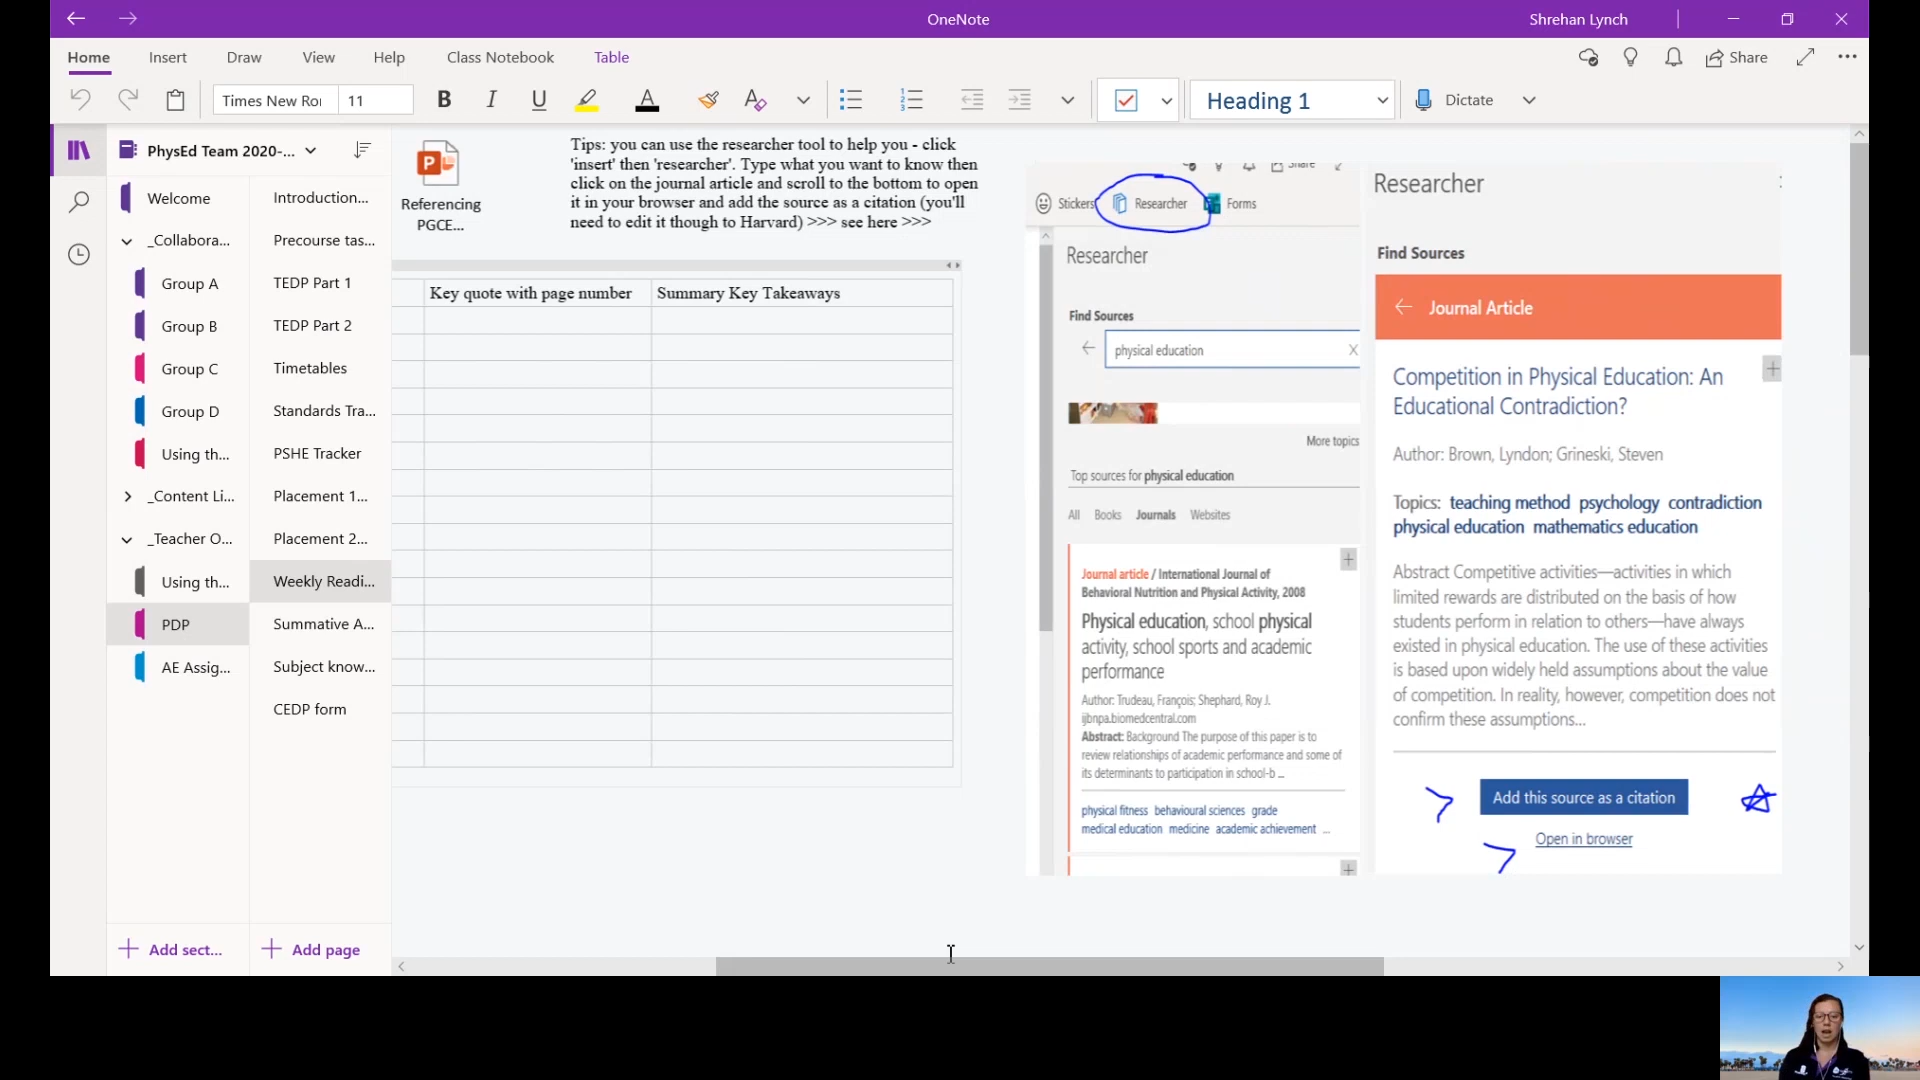 OneNote
Shrehan Lynch
Home
Insert
Draw
View
Help
Class Notebook
Table
Share
Times New Ro
11
Heading 1
Dictate
PhysEd Team 2020-...
Welcome
_Collabora...
Group A
Group B
Group C
Group D
Using th...
_Content Li...
_Teacher O...
Using th...
PDP
AE Assig...
Add sect...
Introduction...
Precourse tas...
TEDP Part 1
TEDP Part 2
Timetables
Standards Tra...
PSHE Tracker
Placement 1...
Placement 2...
Weekly Readi...
Summative A...
Subject know...
CEDP form
Add page
Referencing
PGCE...
Tips: you can use the researcher tool to help you - click
'insert' then 'researcher'. Type what you want to know then
click on the journal article and scroll to the bottom to open
it in your browser and add the source as a citation (you'll
need to edit it though to Harvard) >>> see here >>>
Key quote with page number
Summary Key Takeaways
Share
Stickers
Researcher
Forms
Researcher
Find Sources
physical education
X
More topics
Top sources for physical education
All
Books
Journals
Websites
Journal article / International Journal of
Behavioral Nutrition and Physical Activity, 2008
Physical education, school physical
activity, school sports and academic
performance
Author: Trudeau, François; Shephard, Roy J.
ijbnpa.biomedcentral.com
Abstract: Background The purpose of this paper is to
review relationships of academic performance and some of
its determinants to participation in school-b ...
physical fitness behavioural sciences grade
medical education medicine academic achievement ...
Researcher
Find Sources
Journal Article
Competition in Physical Education: An
Educational Contradiction?
Author: Brown, Lyndon; Grineski, Steven
Topics: teaching method psychology contradiction
physical education mathematics education
Abstract Competitive activities—activities in which
limited rewards are distributed on the basis of how
students perform in relation to others—have always
existed in physical education. The use of these activities
is based upon widely held assumptions about the value
of competition. In reality, however, competition does not
confirm these assumptions...
Add this source as a citation
Open in browser